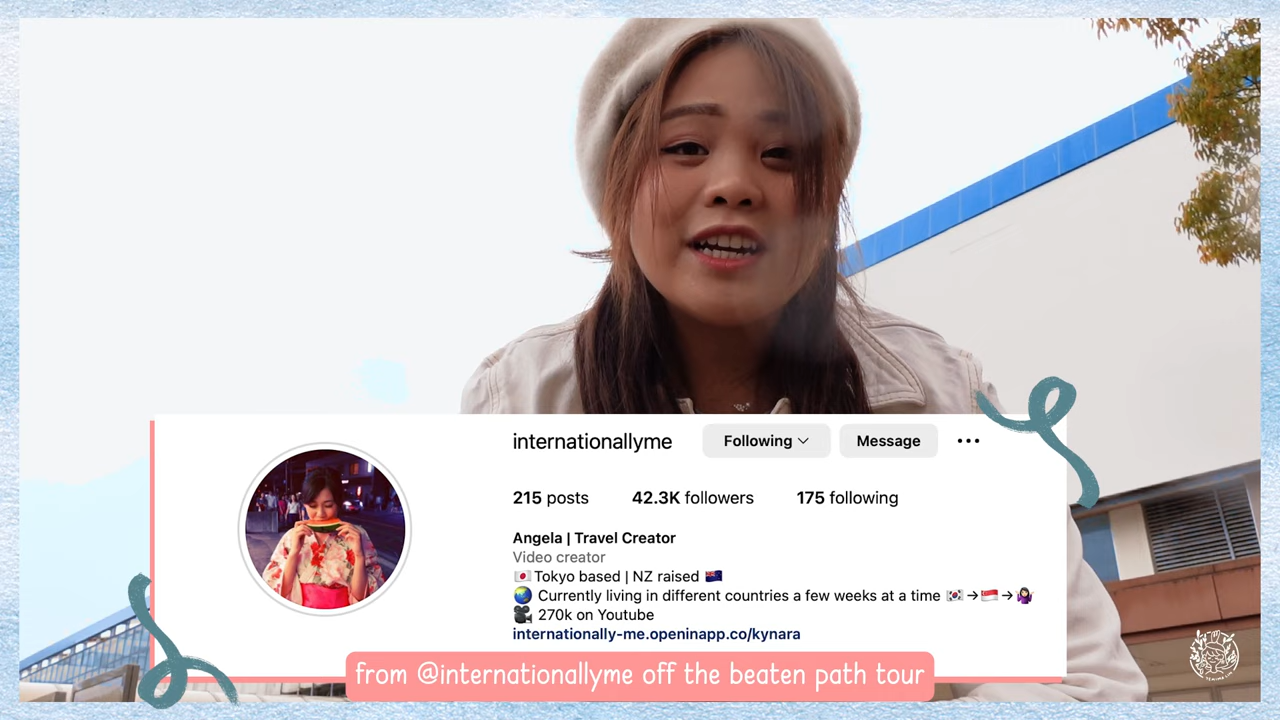 internationallyme Following Message
215 posts 42.3K followers 175 following
Angela | Travel Creator
Video creator
🇯🇵 Tokyo based | NZ raised 🇳🇿
🌏 Currently living in different countries a few weeks at a time 🇰🇷→🇸🇬→🤷🏻‍♀️
🎥 270k on Youtube
internationally-me.openinapp.co/kynara
from @internationallyme off the beaten path tour